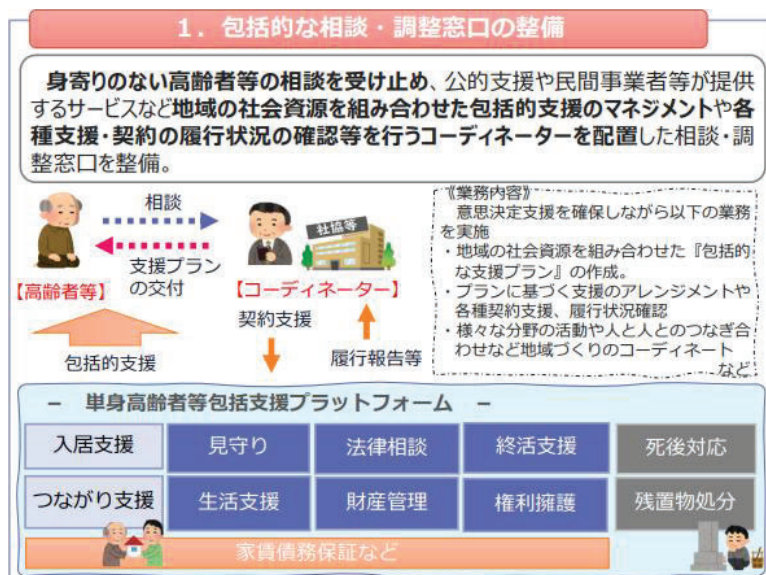 1．包括的な相談・調整窓口の整備
身寄りのない高齢者等の相談を受け止め、公的支援や民間事業者等が提供
するサービスなど地域の社会資源を組み合わせた包括的支援のマネジメントや各
種支援・契約の履行状況の確認等を行うコーディネーターを配置した相談・調
整窓口を整備。
相談
支援プラン
の交付
【高齢者等】
社協等
【コーディネーター】
包括的支援
契約支援
履行報告等
《業務内容》
意思決定支援を確保しながら以下の業務
を実施
・地域の社会資源を組み合わせた『包括的
な支援プラン』の作成。
・プランに基づく支援のアレンジメントや
各種契約支援、履行状況確認
・様々な分野の活動や人と人とのつなぎ合
わせなど地域づくりのコーディネート
など
－ 単身高齢者等包括支援プラットフォーム －
入居支援 見守り 法律相談 終活支援 死後対応
つながり支援 生活支援 財産管理 権利擁護 残置物処分
家賃債務保証など